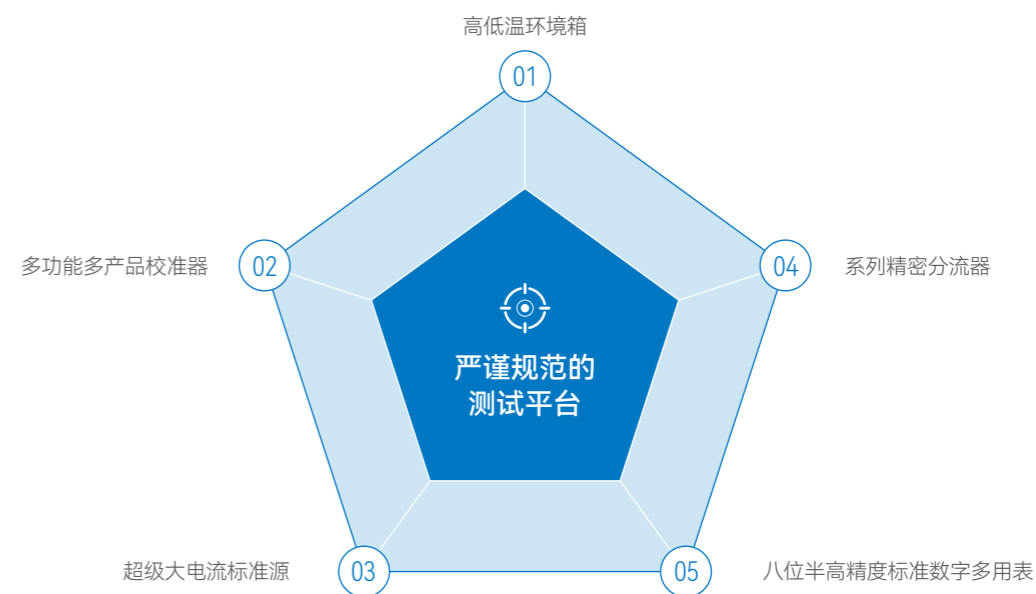 高低温环境箱
01
多功能多产品校准器
02
04
系列精密分流器
严谨规范的
测试平台
超级大电流标准源
03
05
八位半高精度标准数字多用表